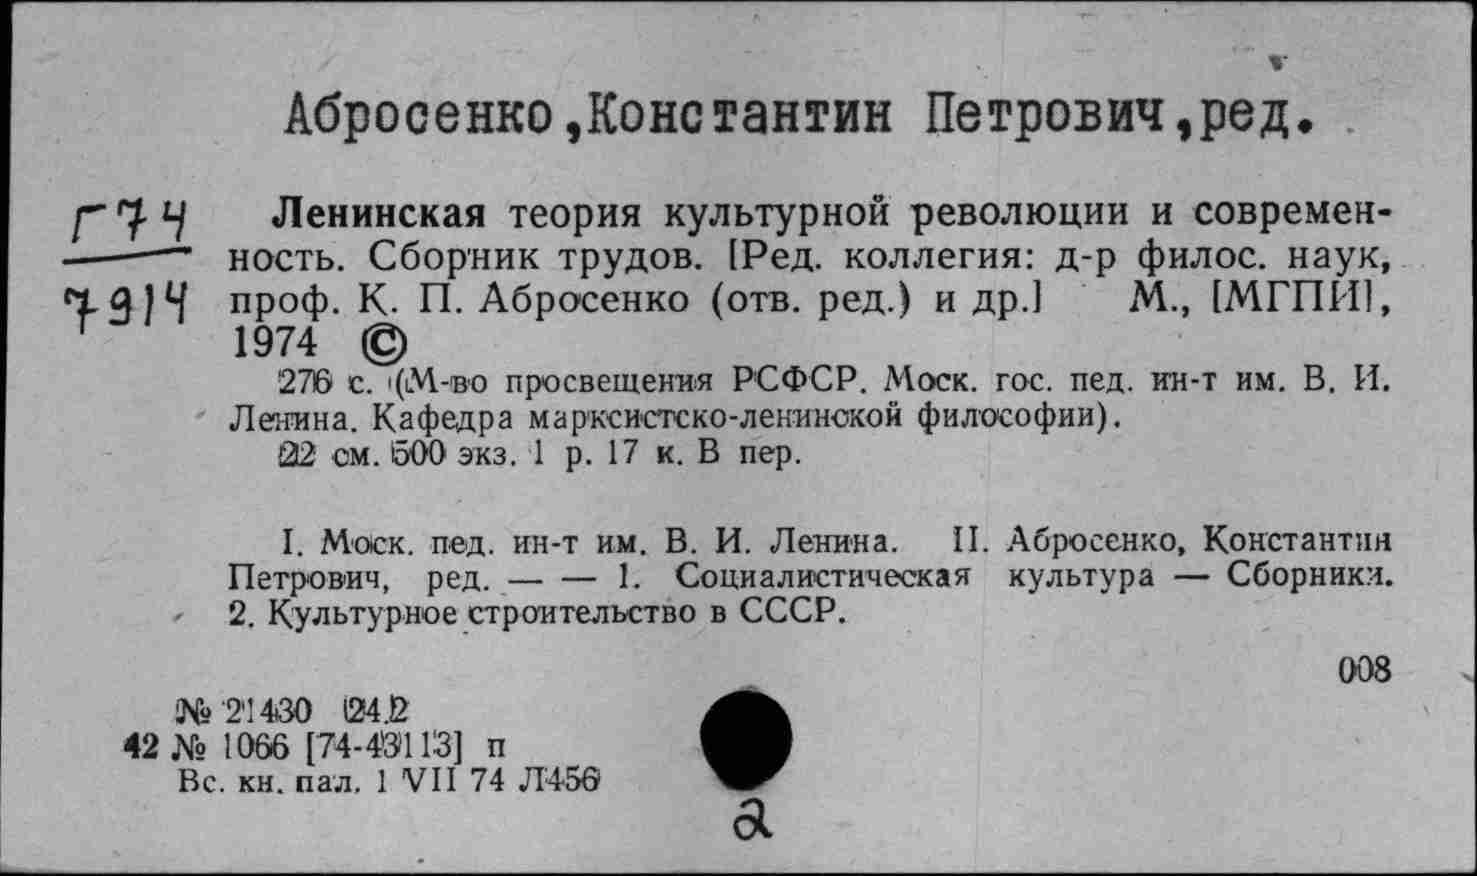 Абросенко,Константин Петрович,ред.
Г74
7914
Ленинская теория культурной революции и современ-
ность. Сборник трудов. [Ред. коллегия: д-р филос. наук,
проф. К. П. Абросенко (отв. ред.) и др.] М., [МГПИ],
1974 ©
276 с. (М-во просвещения РСФСР. Моск. гос. пед. ин-т им. В. И.
Ленина. Кафедра марксистско-ленинской философии).
22 см. 500 экз. 1 р. 17 к. В пер.
I. Моск. пед. ин-т им. В. И. Ленина. II. Абросенко, Константин
Петрович, ред. — — 1. Социалистическая культура — Сборники.
2. Культурное строительство в СССР.
008
№ 21430 [24.2
42 № 1066 [74-43113] п
Вс. кн. пал. 1 VII 74 Л456
а